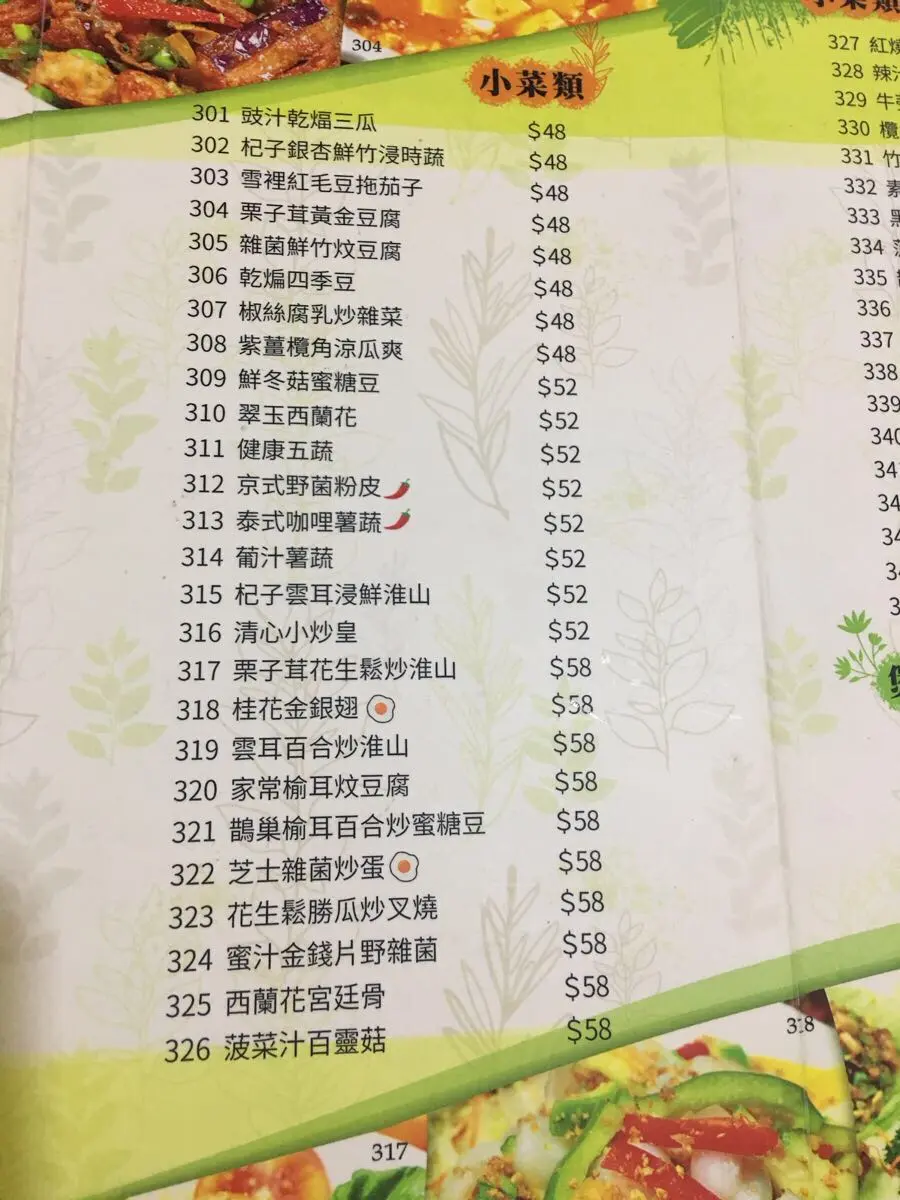 304
小菜類
301 豉汁乾煏三瓜 $48
302 杞子銀杏鮮竹浸時蔬 $48
303 雪裡紅毛豆拖茄子 $48
304 栗子茸黃金豆腐 $48
305 雜菌鮮竹炆豆腐 $48
306 乾煸四季豆 $48
307 椒絲腐乳炒雜菜 $48
308 紫薑欖角涼瓜爽 $48
309 鮮冬菇蜜糖豆 $52
310 翠玉西蘭花 $52
311 健康五蔬 $52
312 京式野菌粉皮 $52
313 泰式咖哩薯蔬 $52
314 葡汁薯蔬 $52
315 杞子雲耳浸鮮淮山 $52
316 清心小炒皇 $52
317 栗子茸花生鬆炒淮山 $58
318 桂花金銀翅 $58
319 雲耳百合炒淮山 $58
320 家常榆耳炆豆腐 $58
321 鵲巢榆耳百合炒蜜糖豆 $58
322 芝士雜菌炒蛋 $58
323 花生鬆勝瓜炒叉燒 $58
324 蜜汁金錢片野雜菌 $58
325 西蘭花宮廷骨 $58
326 菠菜汁百靈菇 $58
小菜類
327 紅燒
328 辣汁
329 牛
330 欖
331 竹
332 素
333 黑
334
335
336
337
338
339
340
318
317